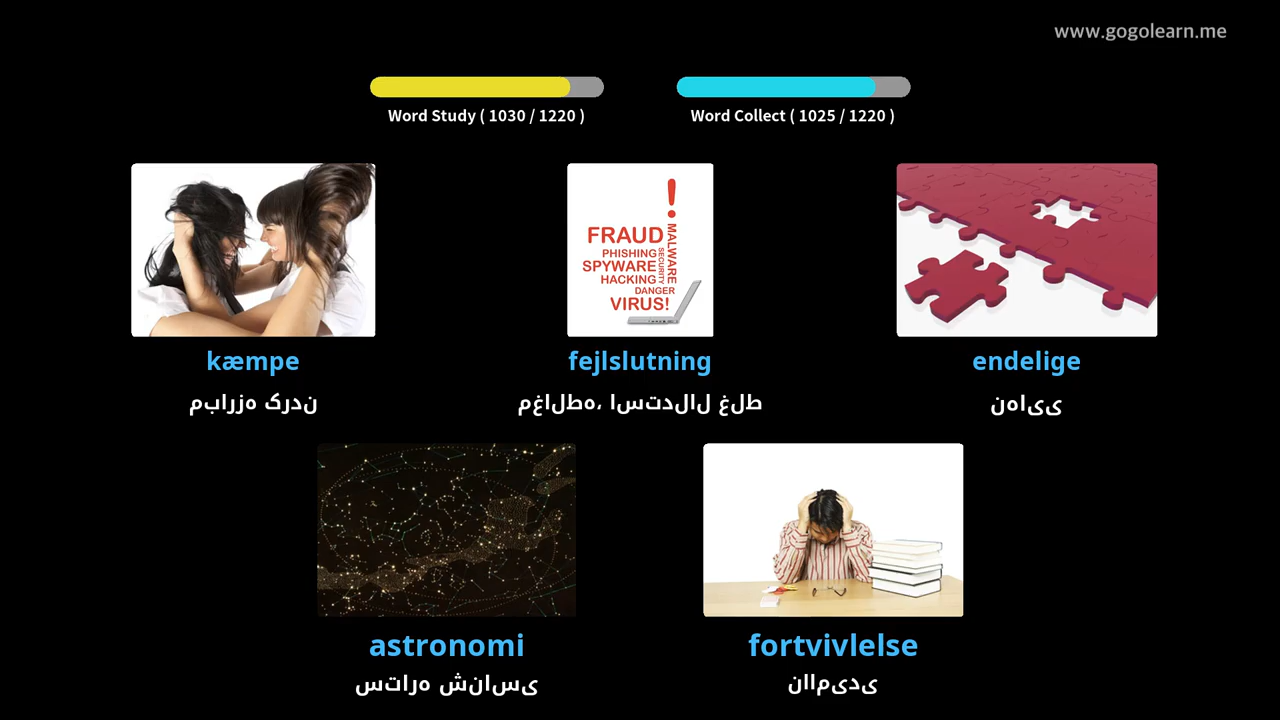 www.gogolearn.me
Word Study ( 1030 / 1220 )
Word Collect ( 1025 / 1220 )
FRAUD
PHISHING
SPYWARE
HACKING
DANGER
VIRUS!
SECURITY
MALWARE
!
kæmpe
مبارزه کردن
fejlslutning
مغالطه، استدلال غلط
endelige
نهایی
astronomi
ستاره شناسی
fortvivlelse
ناامیدی